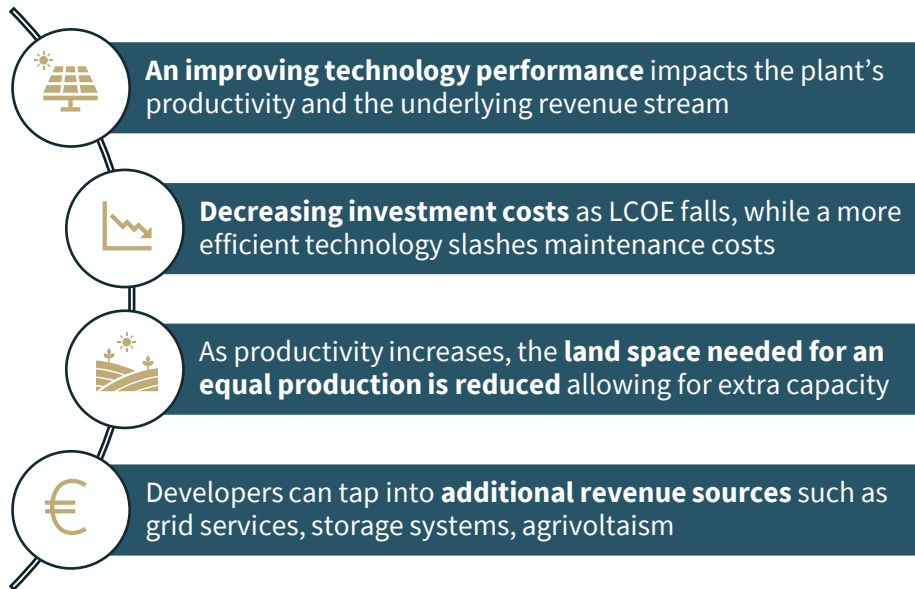 An improving technology performance impacts the plant's
productivity and the underlying revenue stream
Decreasing investment costs as LCOE falls, while a more
efficient technology slashes maintenance costs
As productivity increases, the land space needed for an
equal production is reduced allowing for extra capacity
€
Developers can tap into additional revenue sources such as
grid services, storage systems, agrivoltaism